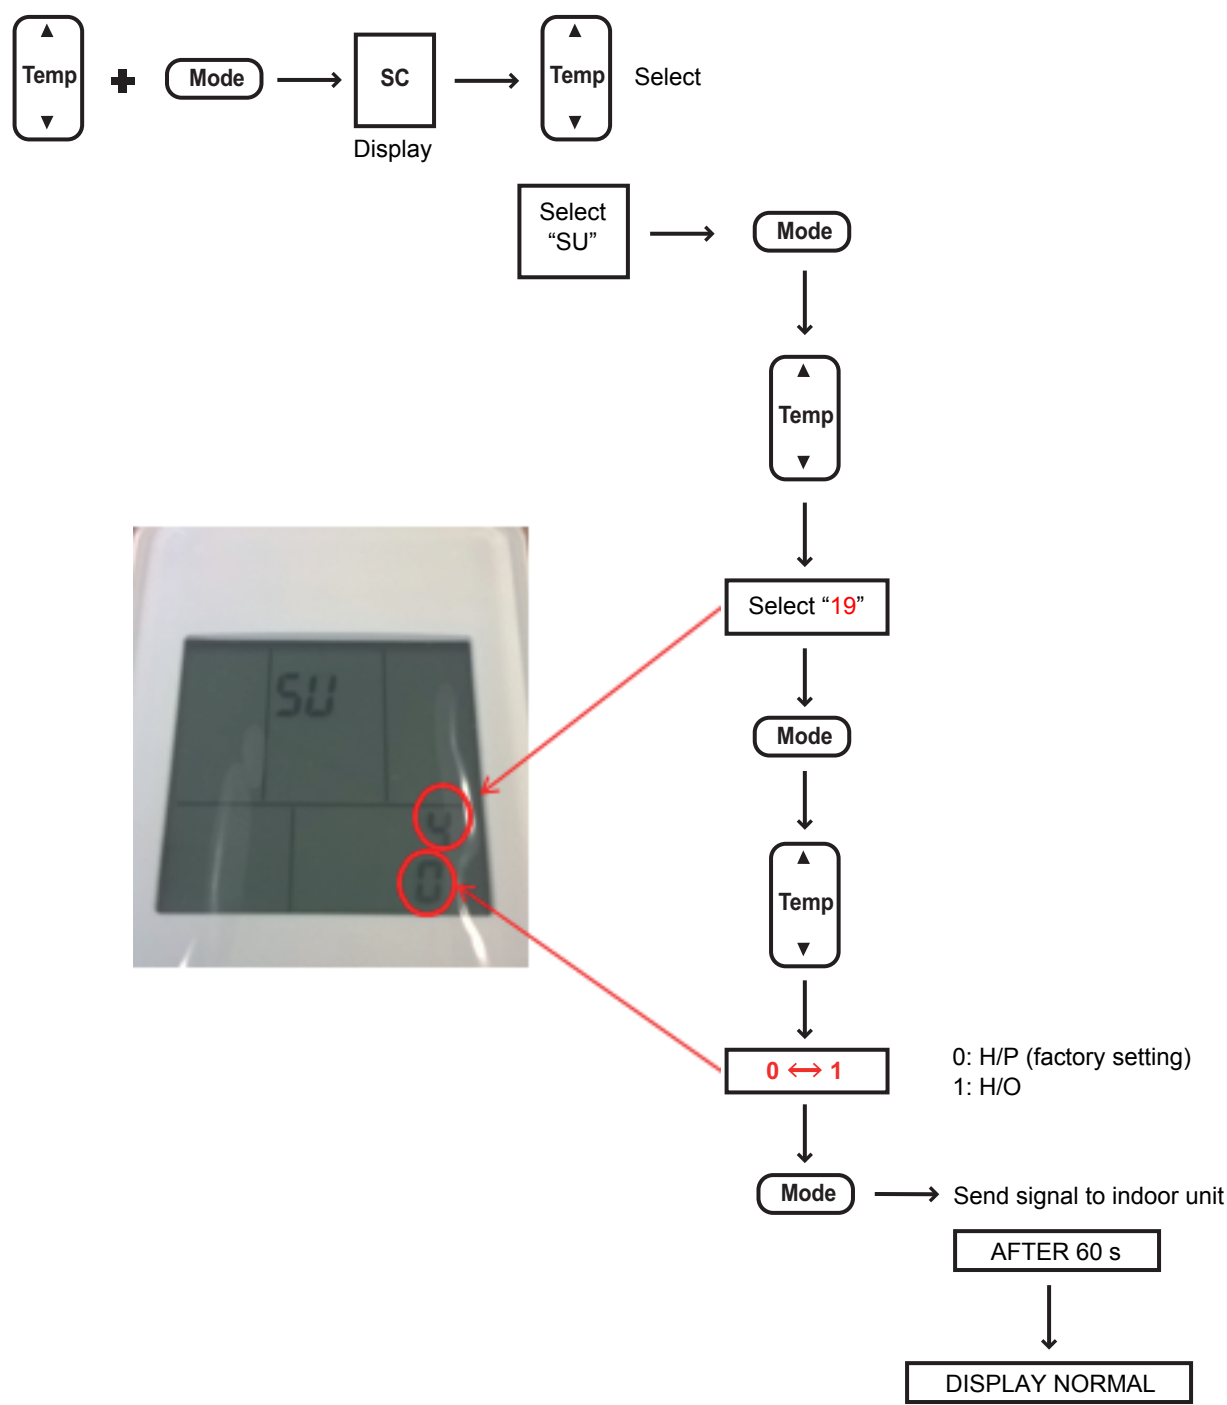 ▲
Temp
▼
+
Mode
SC
Display
▲
Temp
▼
Select
Select
“SU”
Mode
▲
Temp
▼
Select “19”
SU
4
0
Mode
▲
Temp
▼
0 ↔ 1
0: H/P (factory setting)
1: H/O
Mode
Send signal to indoor unit
AFTER 60 s
DISPLAY NORMAL